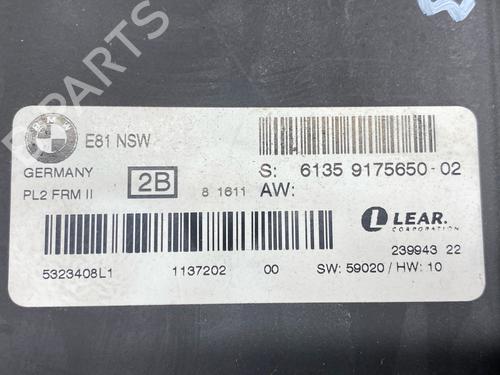 BMW
E81 NSW
GERMANY
PL2 FRM II
2B
8 1611
S: 6135 9175650-02
AW:
LEAR.
CORPORATION
239943 22
5323408L1 1137202 00 SW: 59020 / HW: 10
B-PARTS